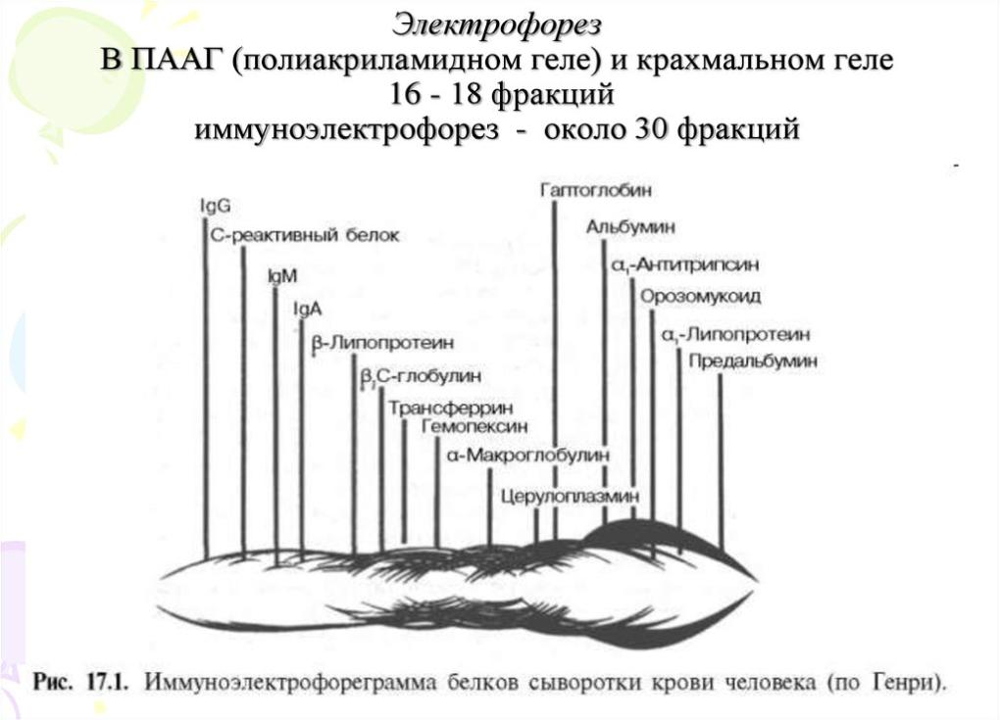 Электрофорез
В ПААГ (полиакриламидном геле) и крахмальном геле
16 - 18 фракций
иммуноэлектрофорез - около 30 фракций
-
Гаптоглобин
IgG
Альбумин
С-реактивный белок
α₁-Антитрипсин
IgM
Орозомукоид
IgA
α₁-Липопротеин
β-Липопротеин
Предальбумин
β₁С-глобулин
Трансферрин
Гемопексин
α-Макроглобулин
Церулоплазмин
Рис. 17.1. Иммуноэлектрофореграмма белков сыворотки крови человека (по Генри).